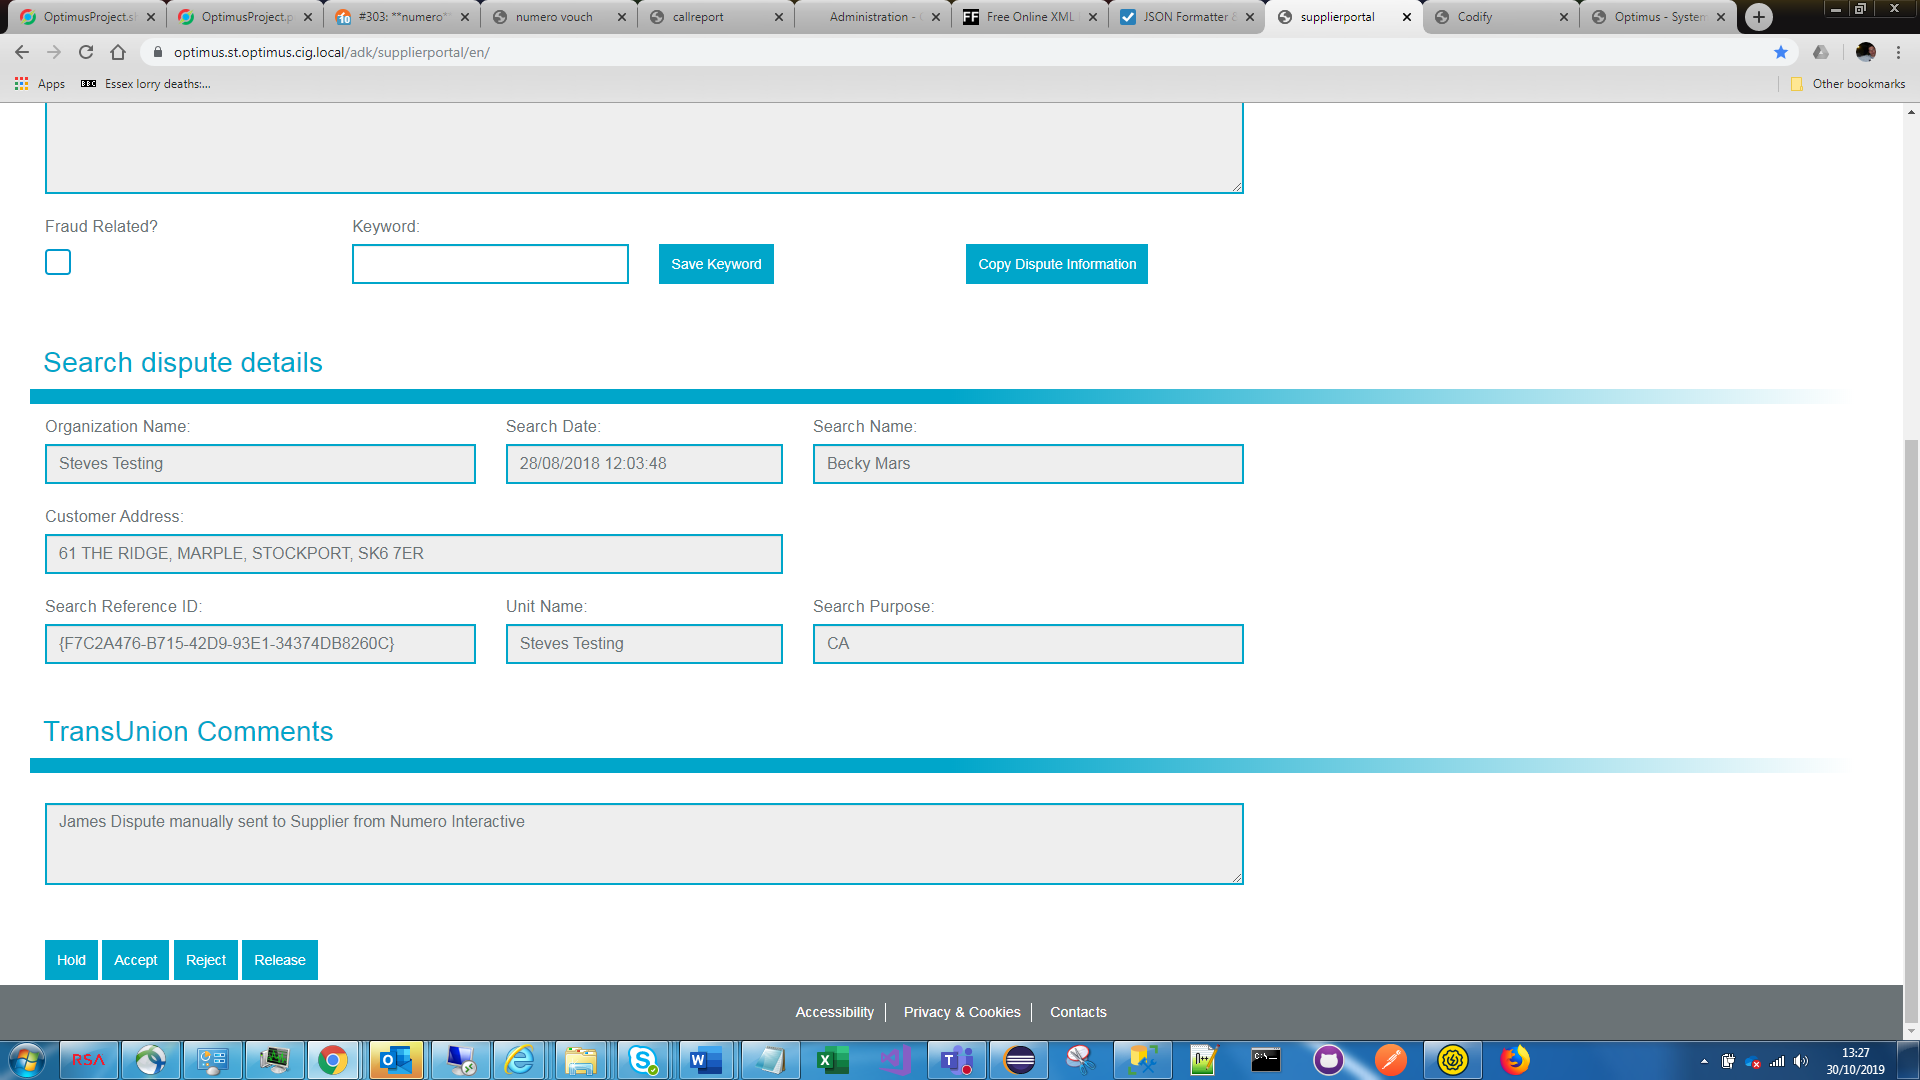 OptimusProject.s
OptimusProject.p
#303: **numero*
numero vouch
callreport
Administration -
Free Online XML
JSON Formatter &
supplierportal
Codify
Optimus - System
optimus.st.optimus.cig.local/adk/supplierportal/en/
Apps
BBC
Essex lorry deaths:...
Other bookmarks
Fraud Related?
Keyword:
Save Keyword
Copy Dispute Information
Search dispute details
Organization Name:
Search Date:
Search Name:
Steves Testing
28/08/2018 12:03:48
Becky Mars
Customer Address:
61 THE RIDGE, MARPLE, STOCKPORT, SK6 7ER
Search Reference ID:
Unit Name:
Search Purpose:
{F7C2A476-B715-42D9-93E1-34374DB8260C}
Steves Testing
CA
TransUnion Comments
James Dispute manually sent to Supplier from Numero Interactive
Hold
Accept
Reject
Release
Accessibility
Privacy & Cookies
Contacts
RSA
13:27
30/10/2019